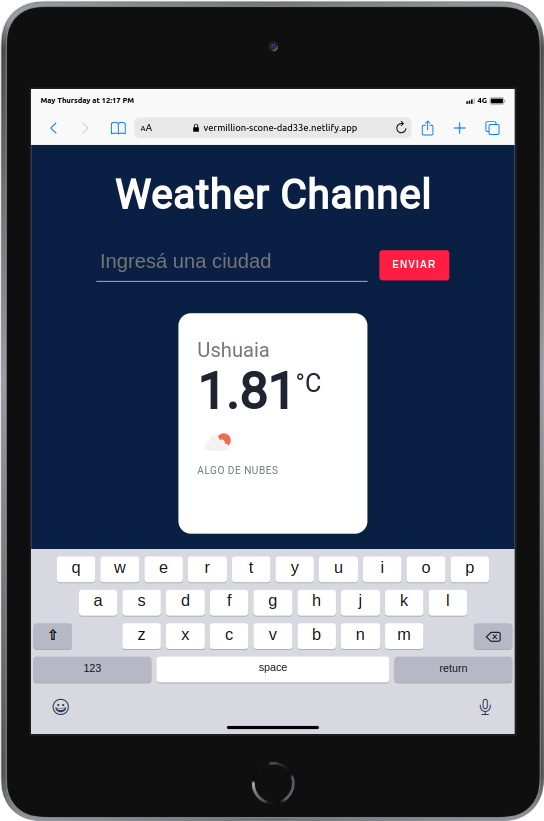 May Thursday at 12:17 PM 4G
AA vermillion-scone-dad33e.netlify.app
Weather Channel
Ingresá una ciudad ENVIAR
Ushuaia
1.81 °C
ALGO DE NUBES
q w e r t y u i o p
a s d f g h j k l
z x c v b n m
123 space return